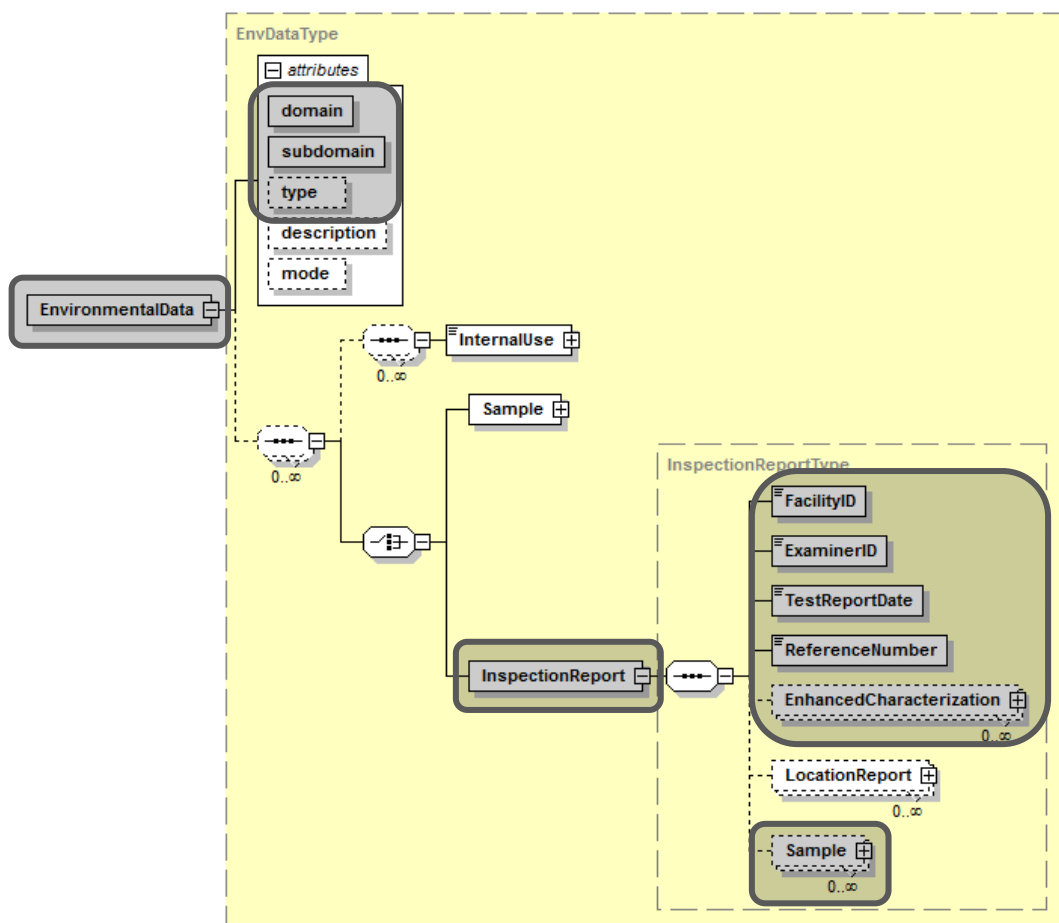 EnvDataType
attributes
domain
subdomain
type
description
mode
EnvironmentalData
InternalUse
0..∞
Sample
0..∞
InspectionReportType
FacilityID
ExaminerID
TestReportDate
ReferenceNumber
InspectionReport
EnhancedCharacterization
0..∞
LocationReport
0..∞
Sample
0..∞